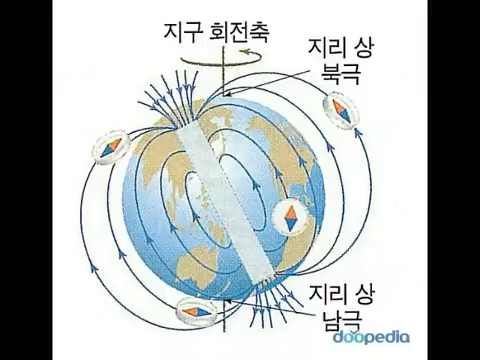 지구 회전축
지리 상
북극
지리 상
남극
doopedia